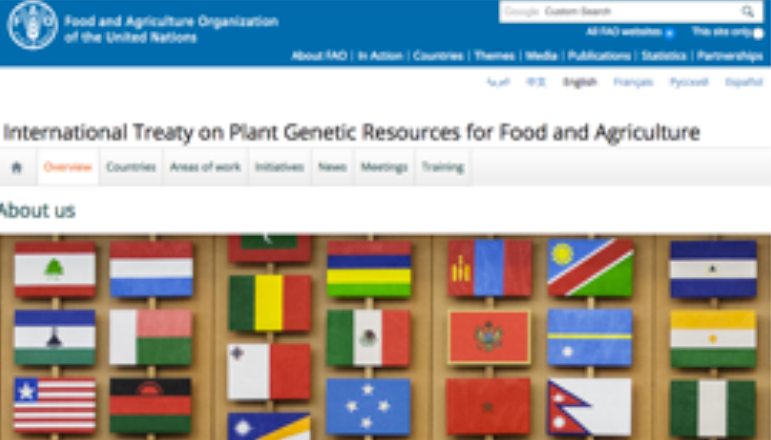 Food and Agriculture Organization
of the United Nations
Google Custom Search
All FAO websites This site only
About FAO | In Action | Countries | Themes | Media | Publications | Statistics | Partnerships
العربية 中文 English Français Русский Español
International Treaty on Plant Genetic Resources for Food and Agriculture
Overview Countries Areas of work Initiatives News Meetings Training
About us